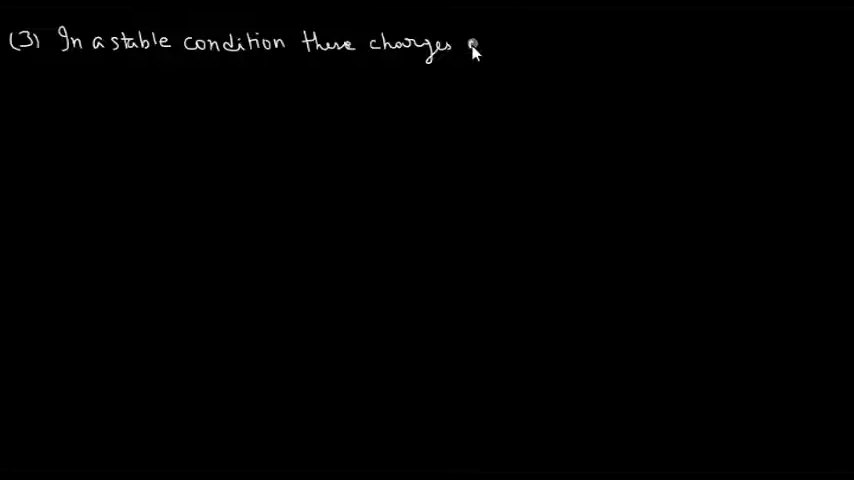 (3) In a stable condition these charges